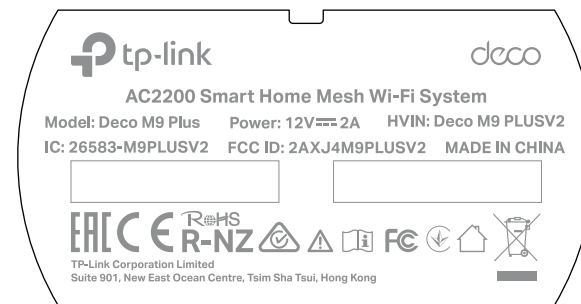 tp-link
deco
AC2200 Smart Home Mesh Wi-Fi System
Model: Deco M9 Plus Power: 12V⎓2A HVIN: Deco M9 PLUSV2
IC: 26583-M9PLUSV2 FCC ID: 2AXJ4M9PLUSV2 MADE IN CHINA
EAC CE RoHS FC
R-NZ
TP-Link Corporation Limited
Suite 901, New East Ocean Centre, Tsim Sha Tsui, Hong Kong